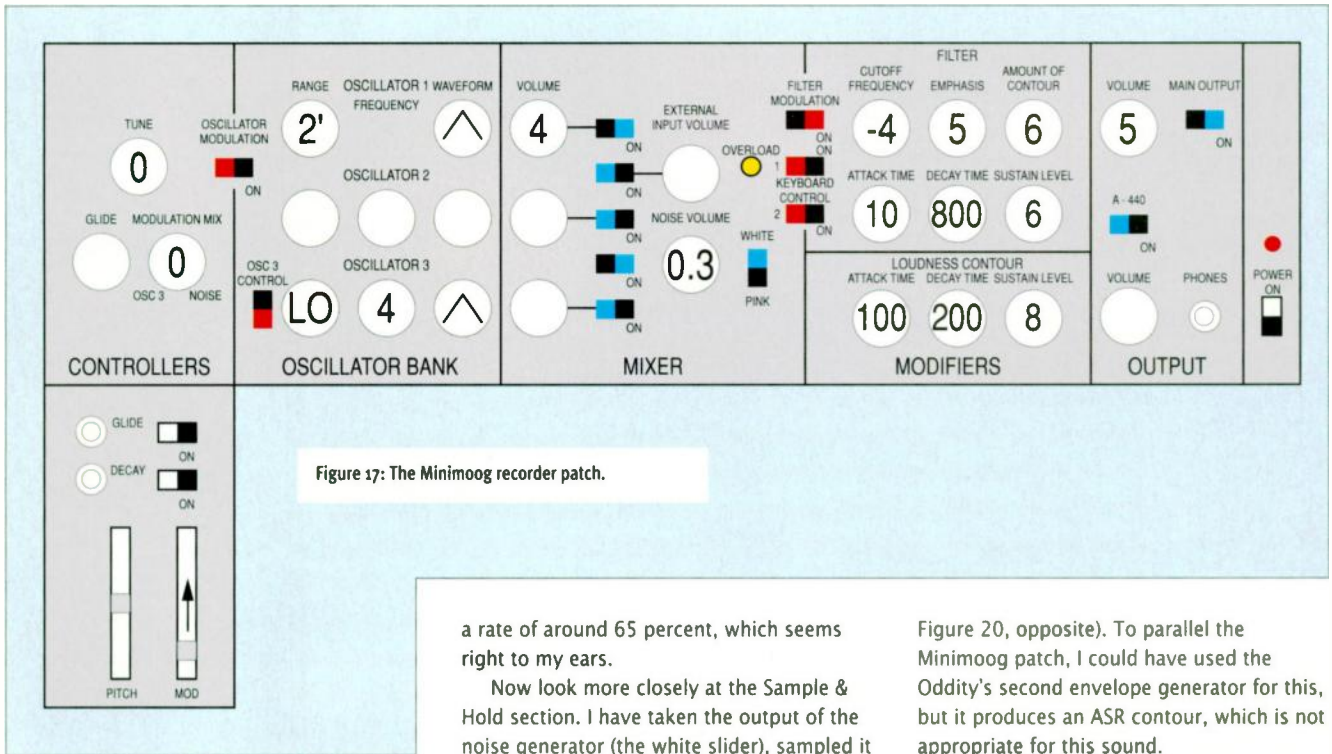 TUNE
0
GLIDE
MODULATION MIX
0
OSC 3 NOISE
CONTROLLERS
OSCILLATOR
MODULATION
ON
RANGE OSCILLATOR 1 WAVEFORM
FREQUENCY
2'
OSCILLATOR 2
OSC 3
CONTROL
OSCILLATOR 3
LO
4
OSCILLATOR BANK
VOLUME
4
ON
ON
ON
ON
ON
EXTERNAL
INPUT VOLUME
OVERLOAD
NOISE VOLUME
0.3
WHITE
PINK
MIXER
FILTER
MODULATION
ON
ON
1
KEYBOARD
CONTROL
2
ON
FILTER
CUTOFF
FREQUENCY
EMPHASIS
AMOUNT OF
CONTOUR
-4 5 6
ATTACK TIME DECAY TIME SUSTAIN LEVEL
10 800 6
LOUDNESS CONTOUR
ATTACK TIME DECAY TIME SUSTAIN LEVEL
100 200 8
MODIFIERS
VOLUME
5
MAIN OUTPUT
ON
A - 440
ON
VOLUME
PHONES
OUTPUT
POWER
ON
GLIDE
ON
DECAY
ON
PITCH
MOD
Figure 17: The Minimoog recorder patch.
a rate of around 65 percent, which seems
right to my ears.
Now look more closely at the Sample &
Hold section. I have taken the output of the
noise generator (the white slider), sampled it
Figure 20, opposite). To parallel the
Minimoog patch, I could have used the
Oddity's second envelope generator for this,
but it produces an ASR contour, which is not
appropriate for this sound.